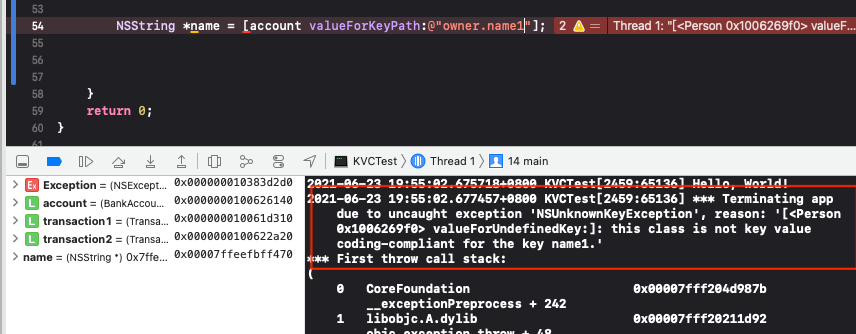 53
54 NSString *name = [account valueForKeyPath:@"owner.name1"]; 2 = Thread 1: "[<Person 0x1006269f0> valueF...
55
56
57
58 }
59 return 0;
60 }
61
KVCTest Thread 1 14 main
Ex Exception = (NSExcept... 0x000000010383d2d0
L account = (BankAccou... 0x0000000100626140
L transaction1 = (Transa... 0x000000010061d310
L transaction2 = (Transa... 0x0000000100622a20
name = (NSString *) 0x7ffe... 0x00007ffeefbff470
2021-06-23 19:55:02.675718+0800 KVCTest[2459:65136] Hello, World!
2021-06-23 19:55:02.677457+0800 KVCTest[2459:65136] *** Terminating app
due to uncaught exception 'NSUnknownKeyException', reason: '[<Person
0x1006269f0> valueForUndefinedKey:]: this class is not key value
coding-compliant for the key name1.'
*** First throw call stack:
(
0 CoreFoundation 0x00007fff204d987b
__exceptionPreprocess + 242
1 libobjc.A.dylib 0x00007fff20211d92
objc_exception_throw + 48